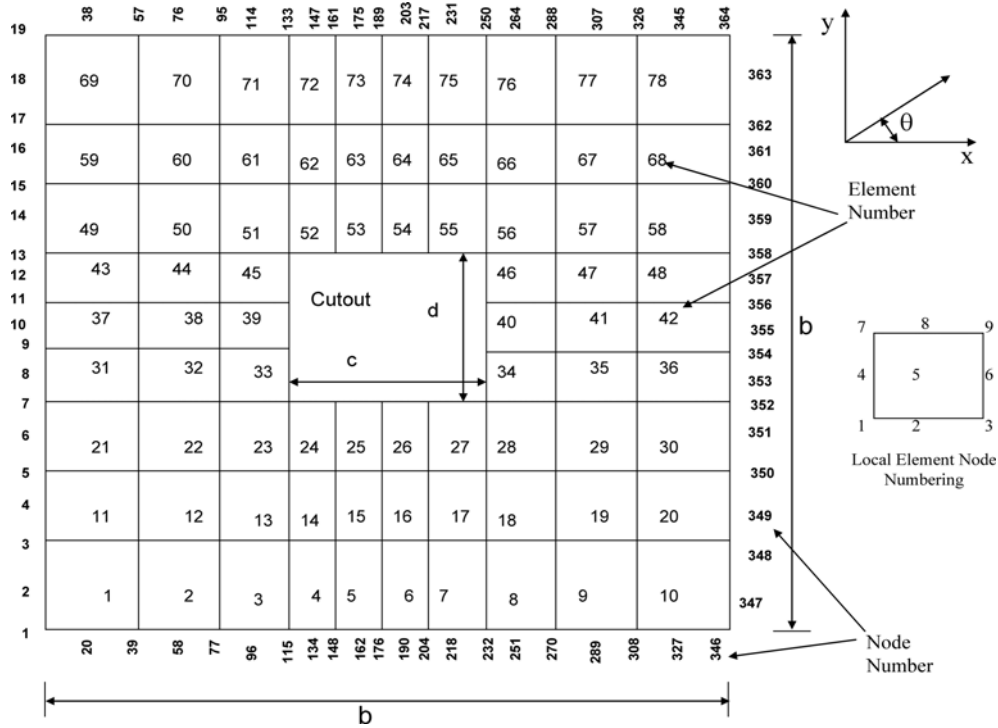 38 57 76 95 114 133 147 161 175 189 203 217 231 250 264 288 307 326 345 364
19
18 69 70 71 72 73 74 75 76 77 78 363
17 362
16 59 60 61 62 63 64 65 66 67 68 361
15 360
14 49 50 51 52 53 54 55 56 57 58 359
13 358
12 43 44 45 46 47 48 357
11 356
10 37 38 39 40 41 42 355
9 354
8 31 32 33 34 35 36 353
7 352
6 21 22 23 24 25 26 27 28 29 30 351
5 350
4 11 12 13 14 15 16 17 18 19 20 349
3 348
2 1 2 3 4 5 6 7 8 9 10 347
1
20 39 58 77 96 115 134 148 162 176 190 204 218 232 251 270 289 308 327 346
Cutout
d
c
b
b
y
θ
x
Element
Number
7 8 9
4 5 6
1 2 3
Local Element Node
Numbering
Node
Number